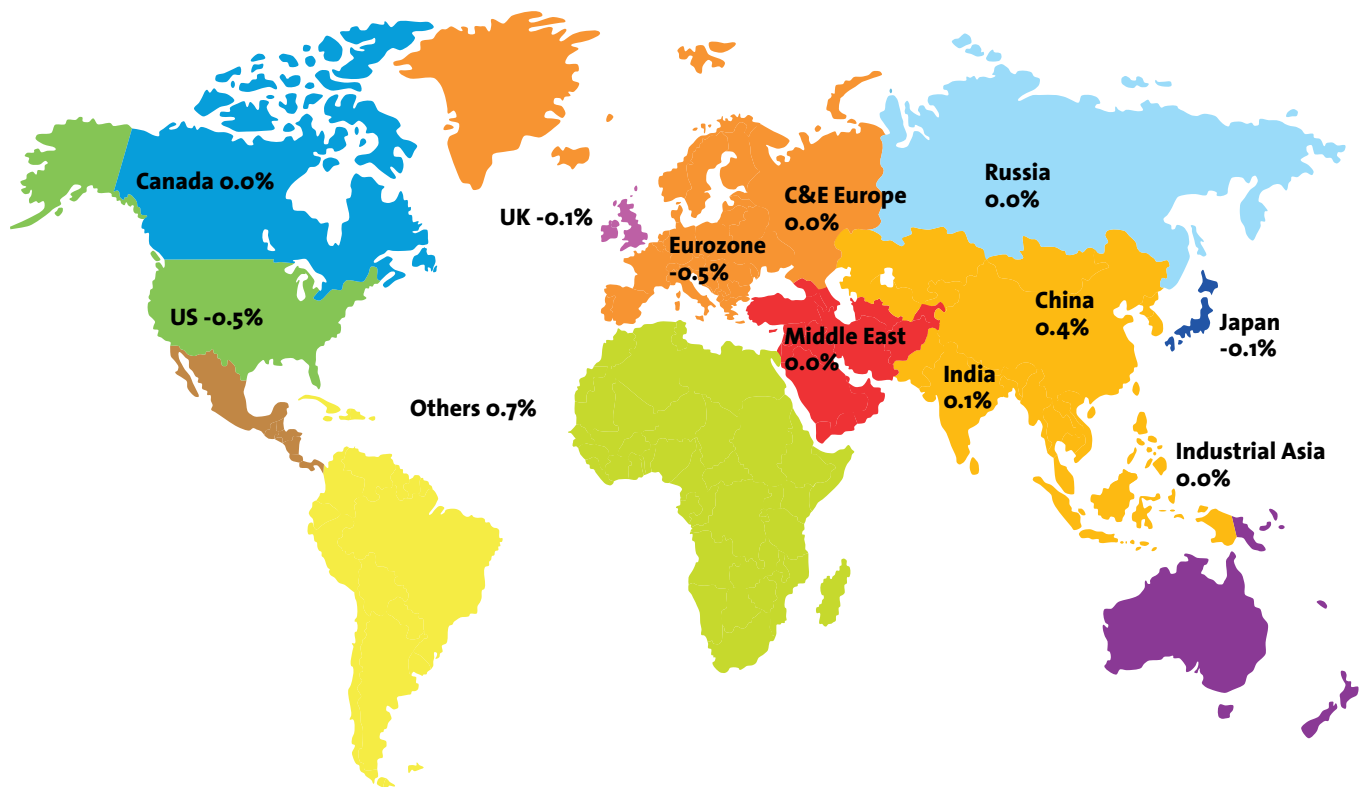 Canada 0.0%
Russia
0.0%
C&E Europe
0.0%
UK -0.1%
Eurozone
-0.5%
China
0.4%
US -0.5%
Japan
-0.1%
Middle East
0.0%
India
0.1%
Others 0.7%
Industrial Asia
0.0%